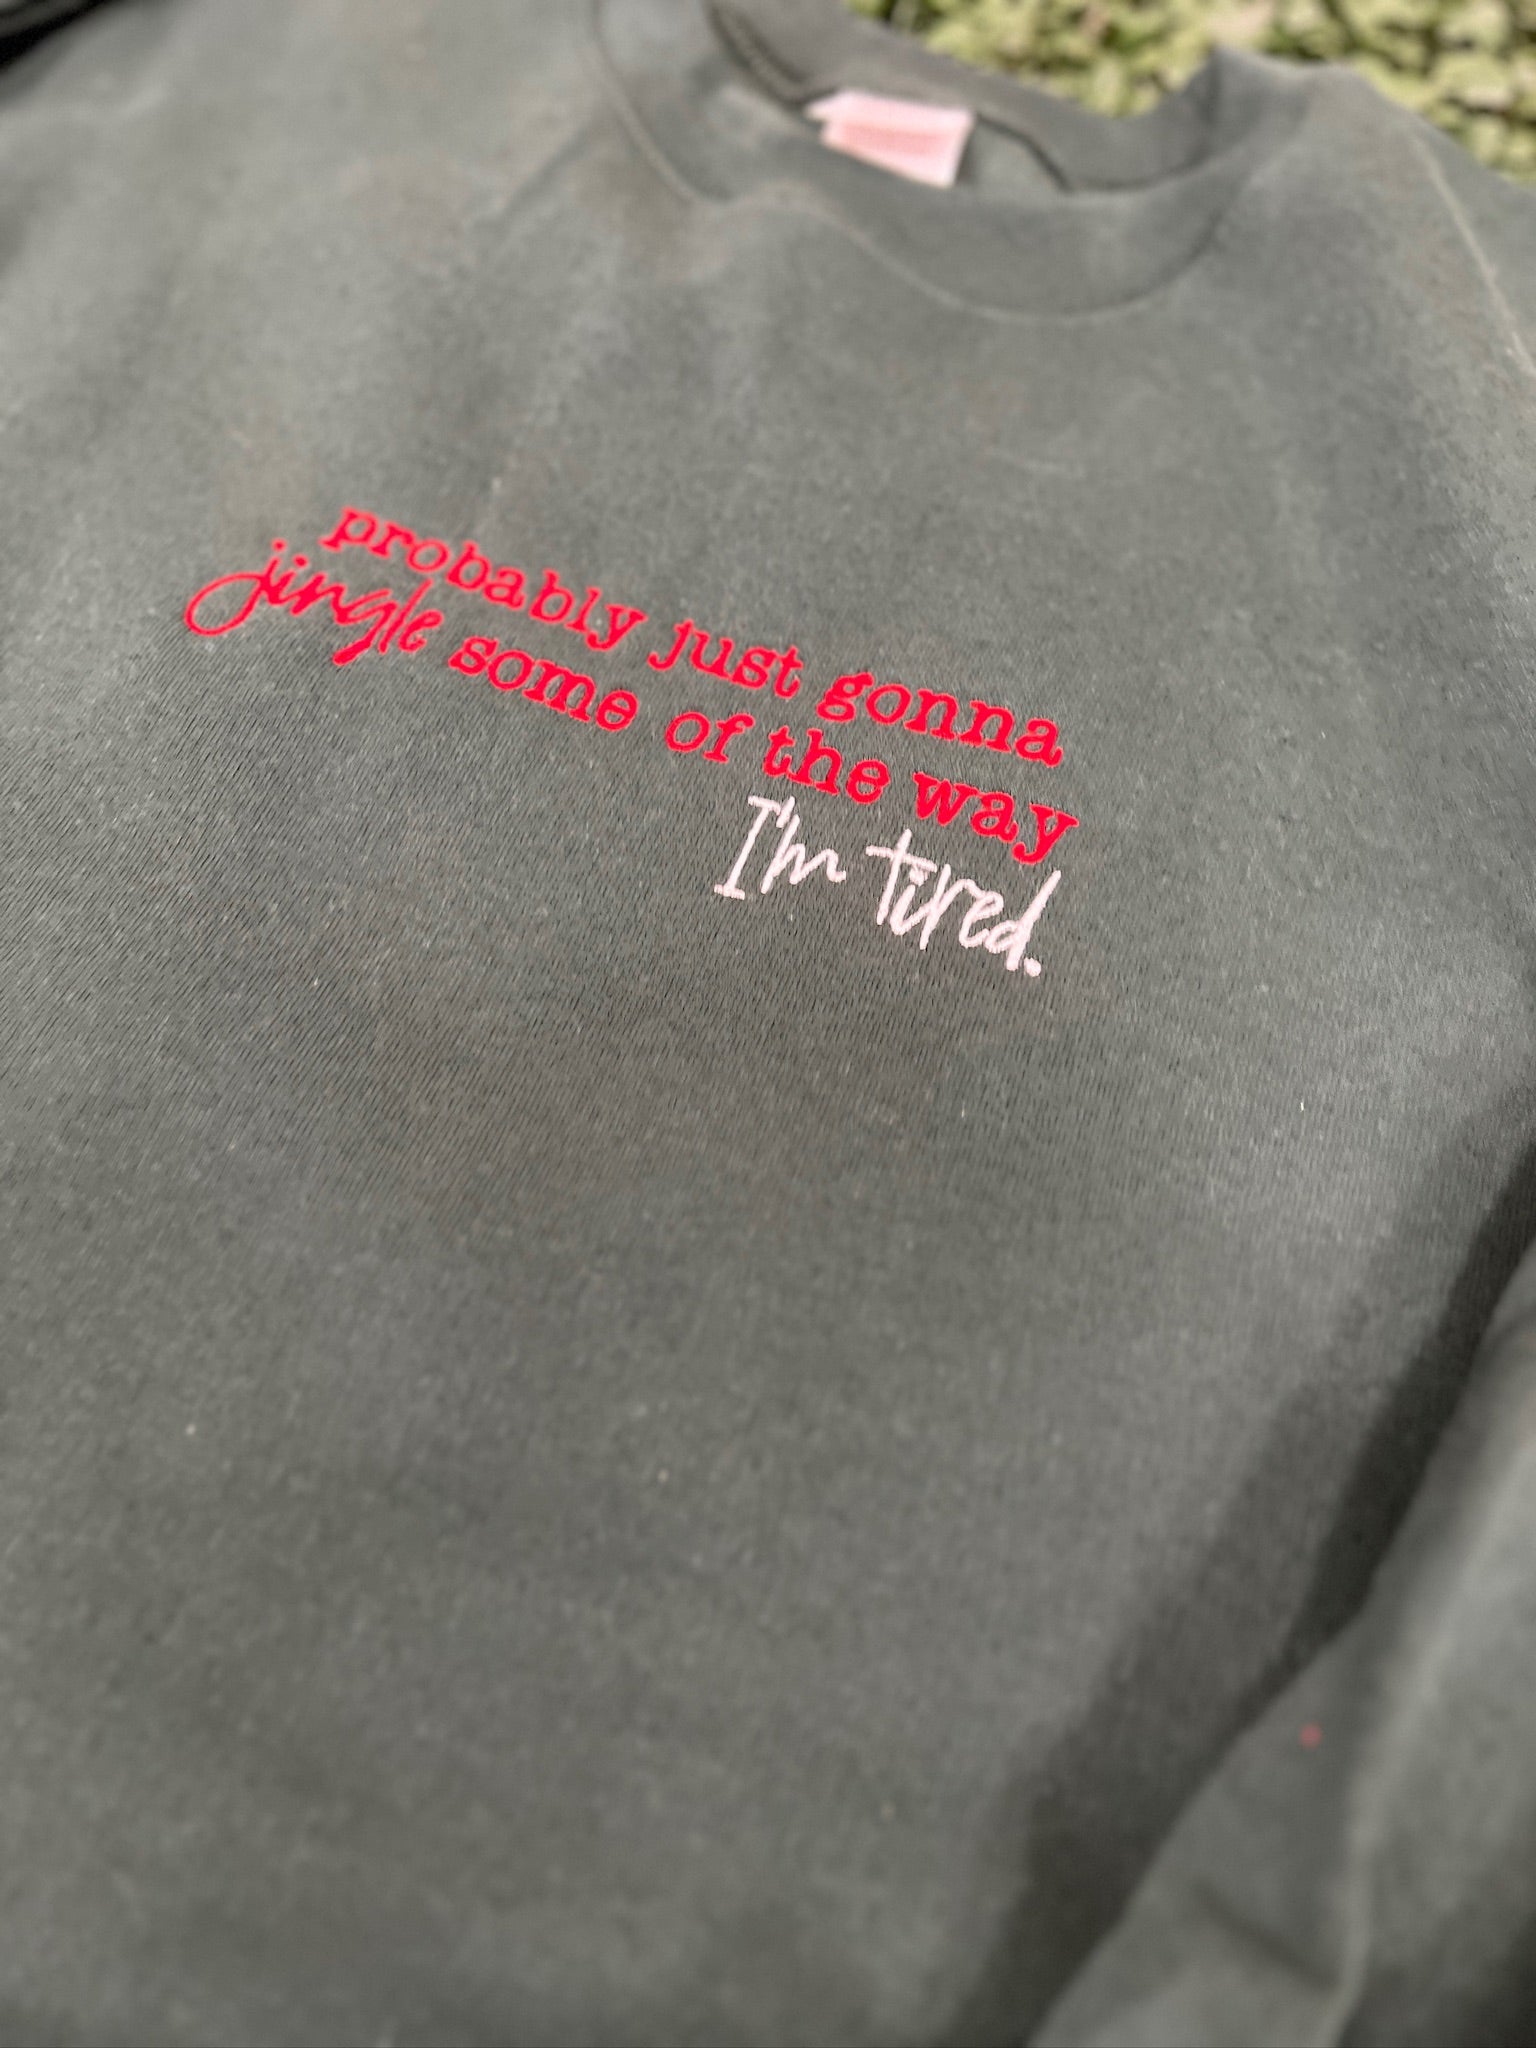 probably just gonna
jingle some of the way
I'm tired.